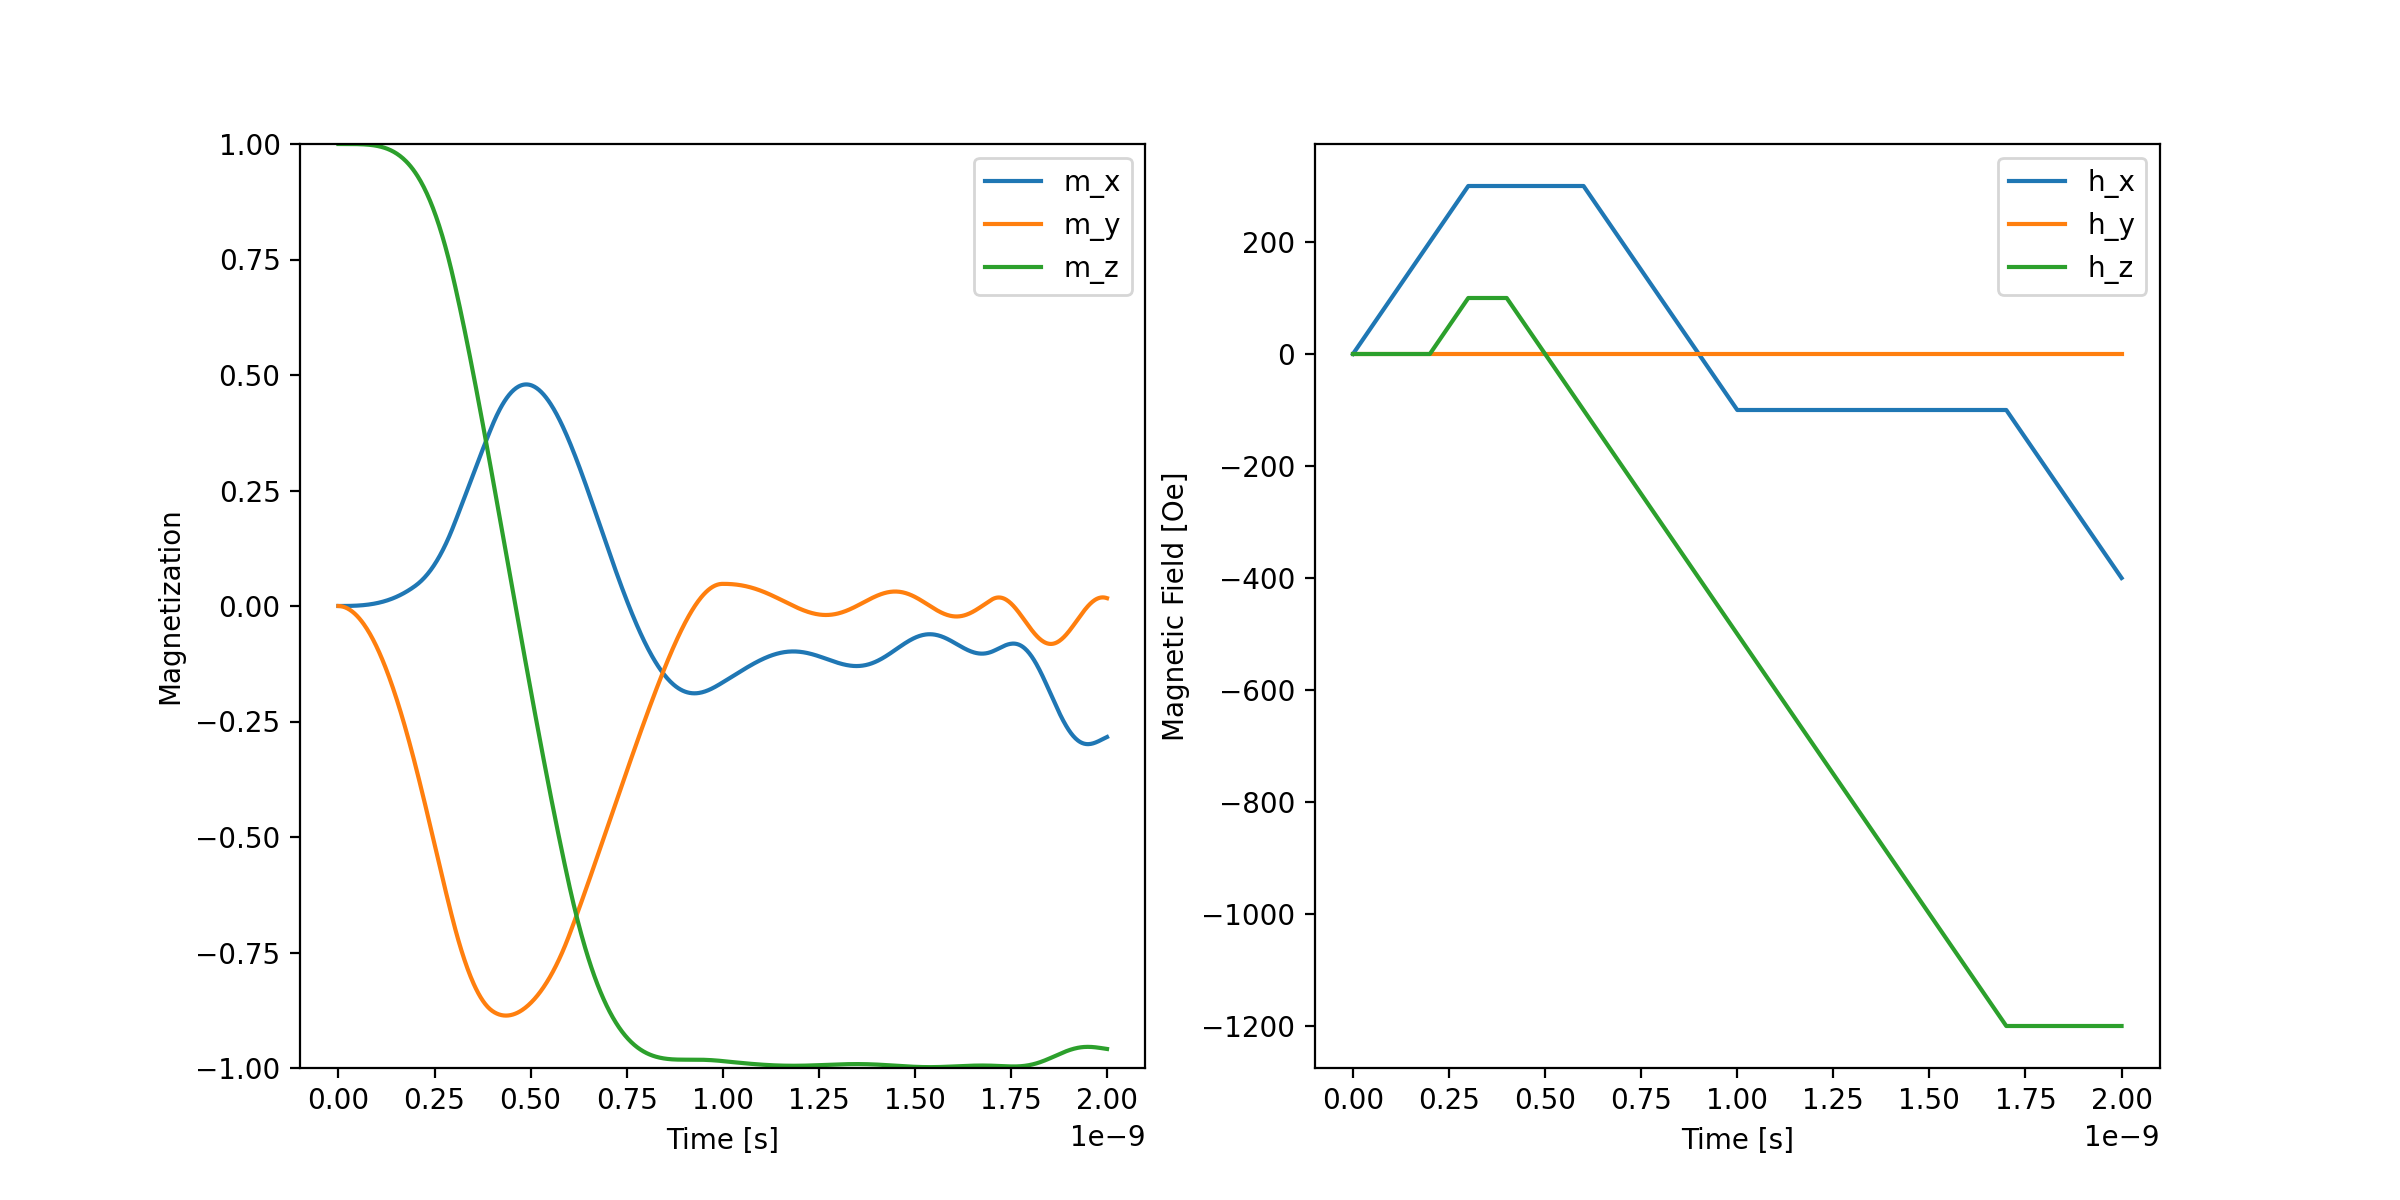 Magnetization
1.00
0.75
0.50
0.25
0.00
−0.25
−0.50
−0.75
−1.00
m_x
m_y
m_z
0.00 0.25 0.50 0.75 1.00 1.25 1.50 1.75 2.00
Time [s]
1e−9
Magnetic Field [Oe]
200
0
−200
−400
−600
−800
−1000
−1200
h_x
h_y
h_z
0.00 0.25 0.50 0.75 1.00 1.25 1.50 1.75 2.00
Time [s]
1e−9